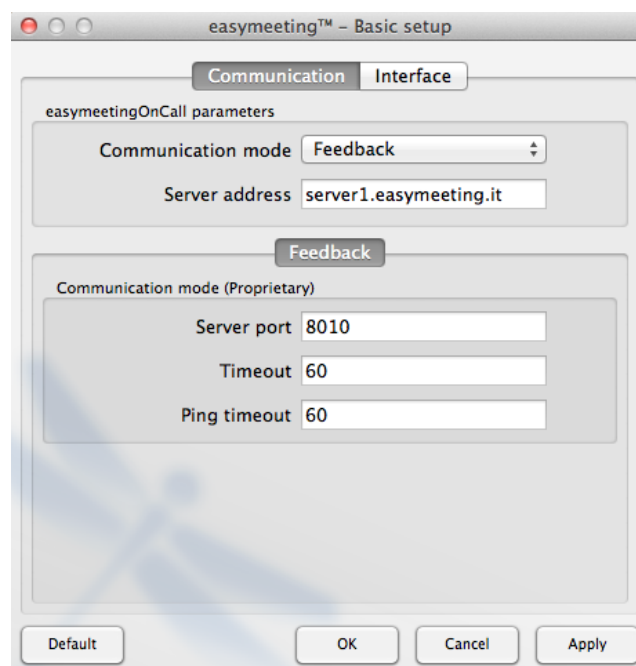 easymeeting™ – Basic setup
Communication Interface
easymeetingOnCall parameters
Communication mode Feedback
Server address server1.easymeeting.it
Feedback
Communication mode (Proprietary)
Server port 8010
Timeout 60
Ping timeout 60
Default OK Cancel Apply